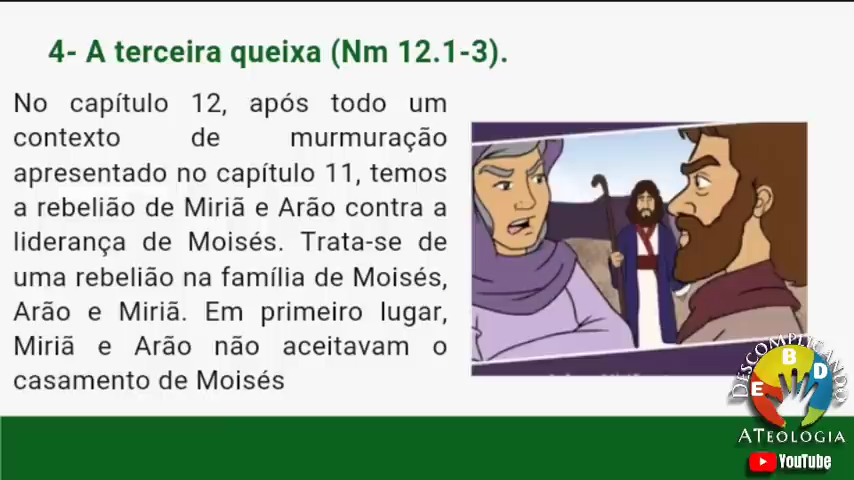 4- A terceira queixa (Nm 12.1-3).
No capítulo 12, após todo um
contexto de murmuração
apresentado no capítulo 11, temos
a rebelião de Miriã e Arão contra a
liderança de Moisés. Trata-se de
uma rebelião na família de Moisés,
Arão e Miriã. Em primeiro lugar,
Miriã e Arão não aceitavam o
casamento de Moisés
DESCOMPLICANDO
EBD
ATEOLOGIA
YouTube